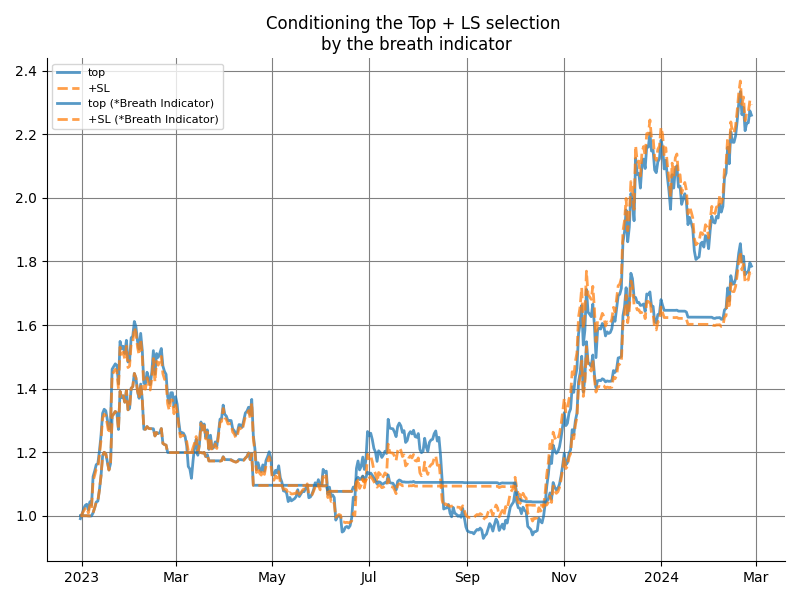 Conditioning the Top + LS selection
by the breath indicator
top
+SL
top (*Breath Indicator)
+SL (*Breath Indicator)
2.4
2.2
2.0
1.8
1.6
1.4
1.2
1.0
2023
Mar
May
Jul
Sep
Nov
2024
Mar